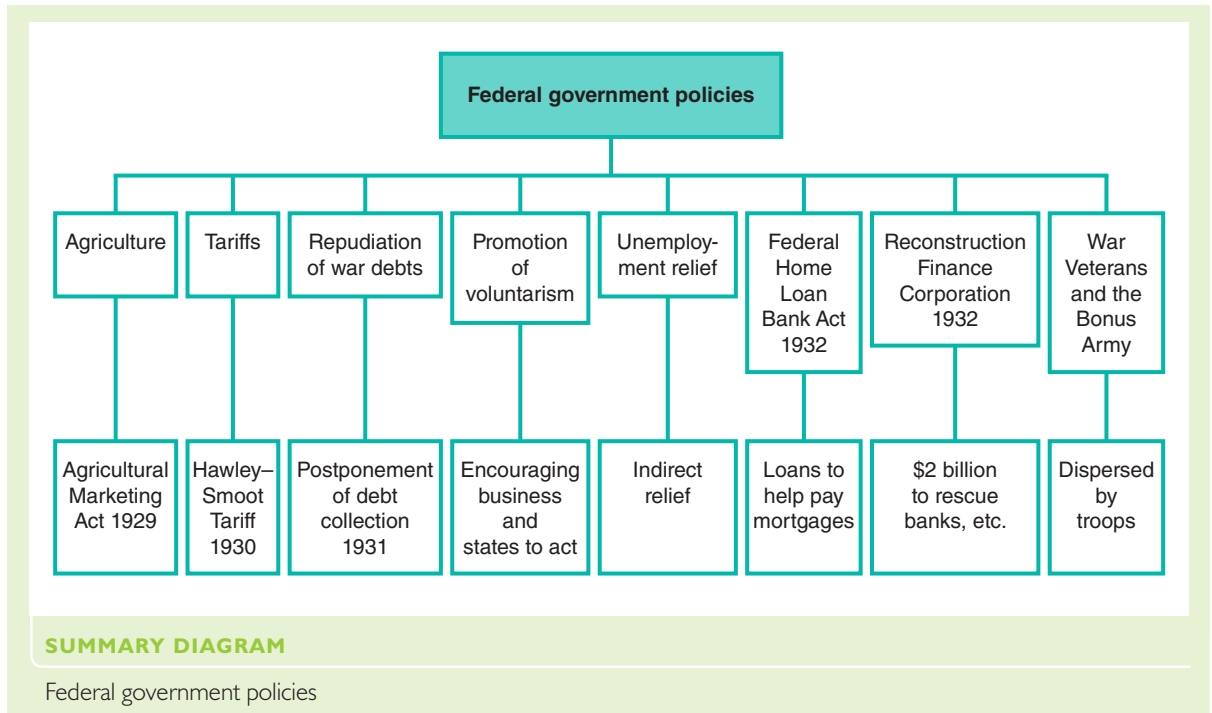 Federal government policies
Agriculture
Tariffs
Repudiation
of war debts
Promotion
of
voluntarism
Unemploy-
ment relief
Federal
Home
Loan
Bank Act
1932
Reconstruction
Finance
Corporation
1932
War
Veterans
and the
Bonus
Army
Agricultural
Marketing
Act 1929
Hawley–
Smoot
Tariff
1930
Postponement
of debt
collection
1931
Encouraging
business
and
states to act
Indirect
relief
Loans to
help pay
mortgages
$2 billion
to rescue
banks, etc.
Dispersed
by
troops
SUMMARY DIAGRAM
Federal government policies